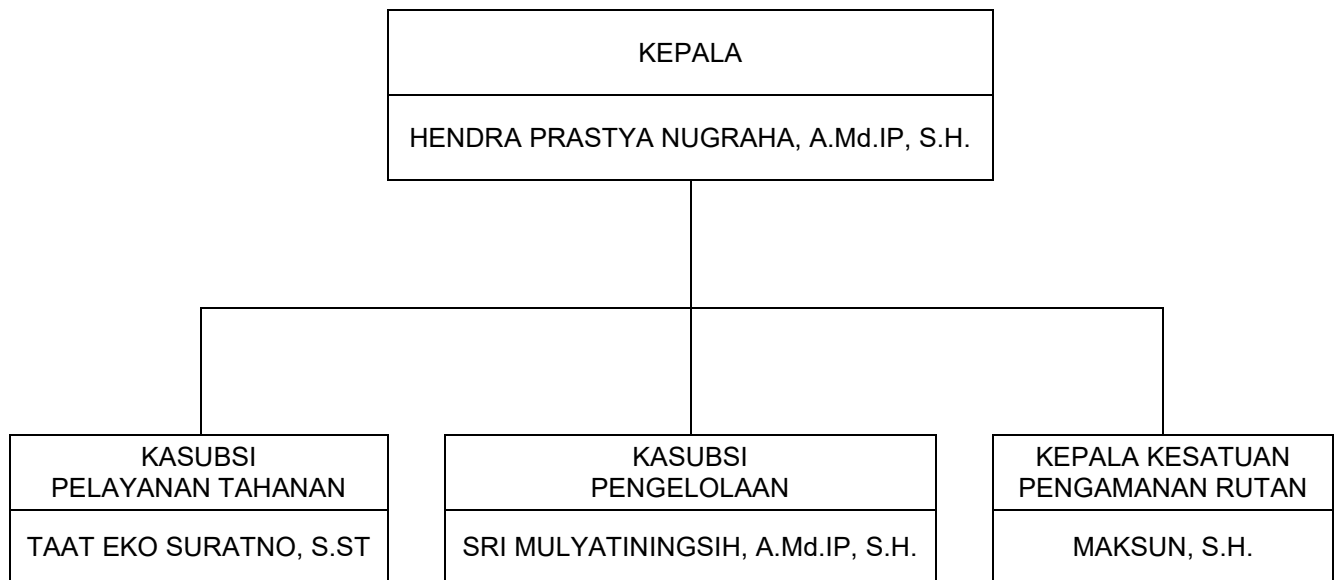 KEPALA
HENDRA PRASTYA NUGRAHA, A.Md.IP, S.H.
KASUBSI
PELAYANAN TAHANAN
TAAT EKO SURATNO, S.ST
KASUBSI
PENGELOLAAN
SRI MULYATININGSIH, A.Md.IP, S.H.
KEPALA KESATUAN
PENGAMANAN RUTAN
MAKSUN, S.H.